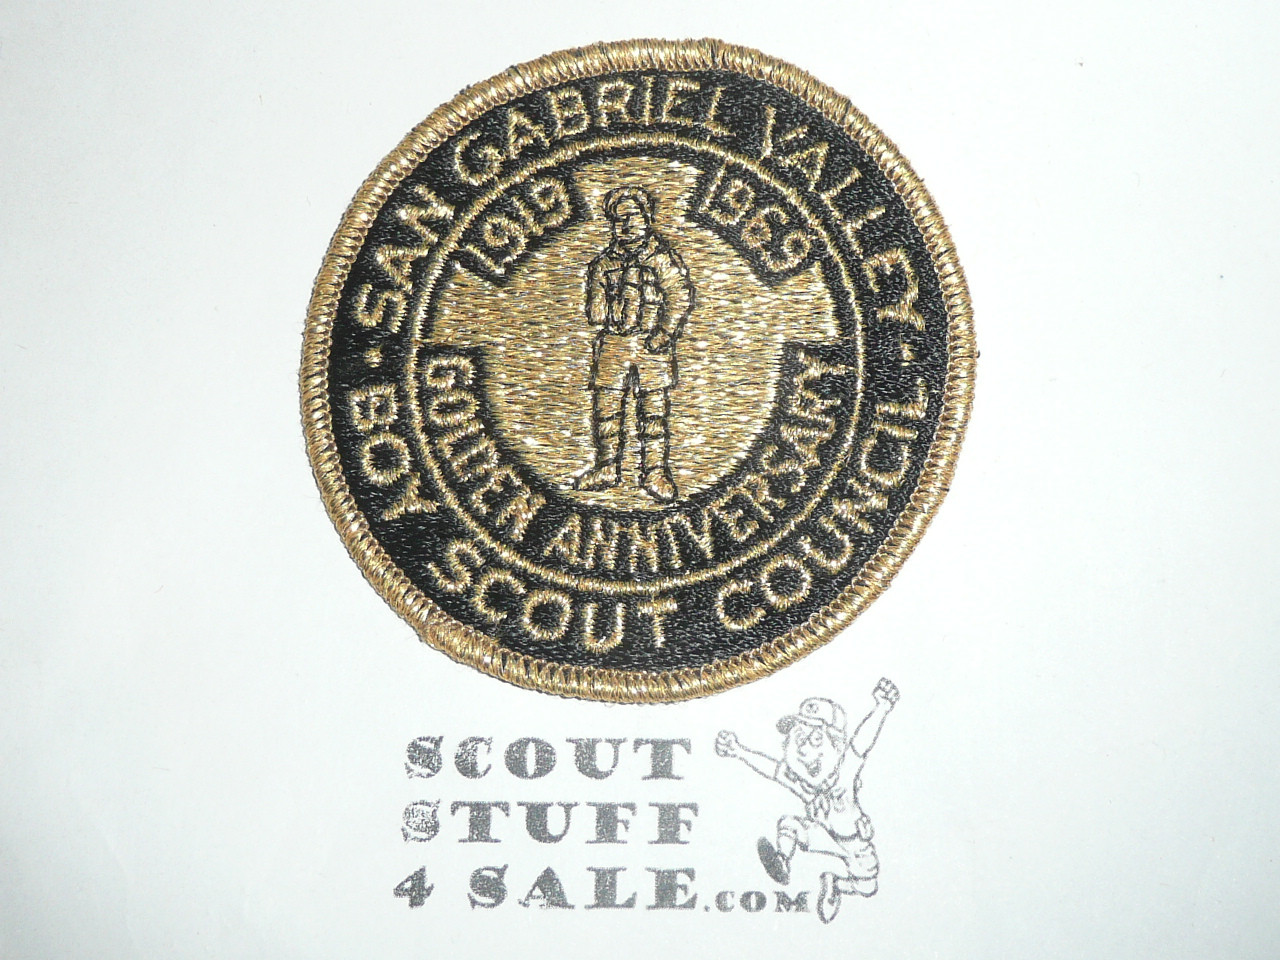 SAN GABRIEL VALLEY
1919 1969
GOLDEN ANNIVERSARY
BOY SCOUT COUNCIL
SCOUT
STUFF
4 SALE.COM